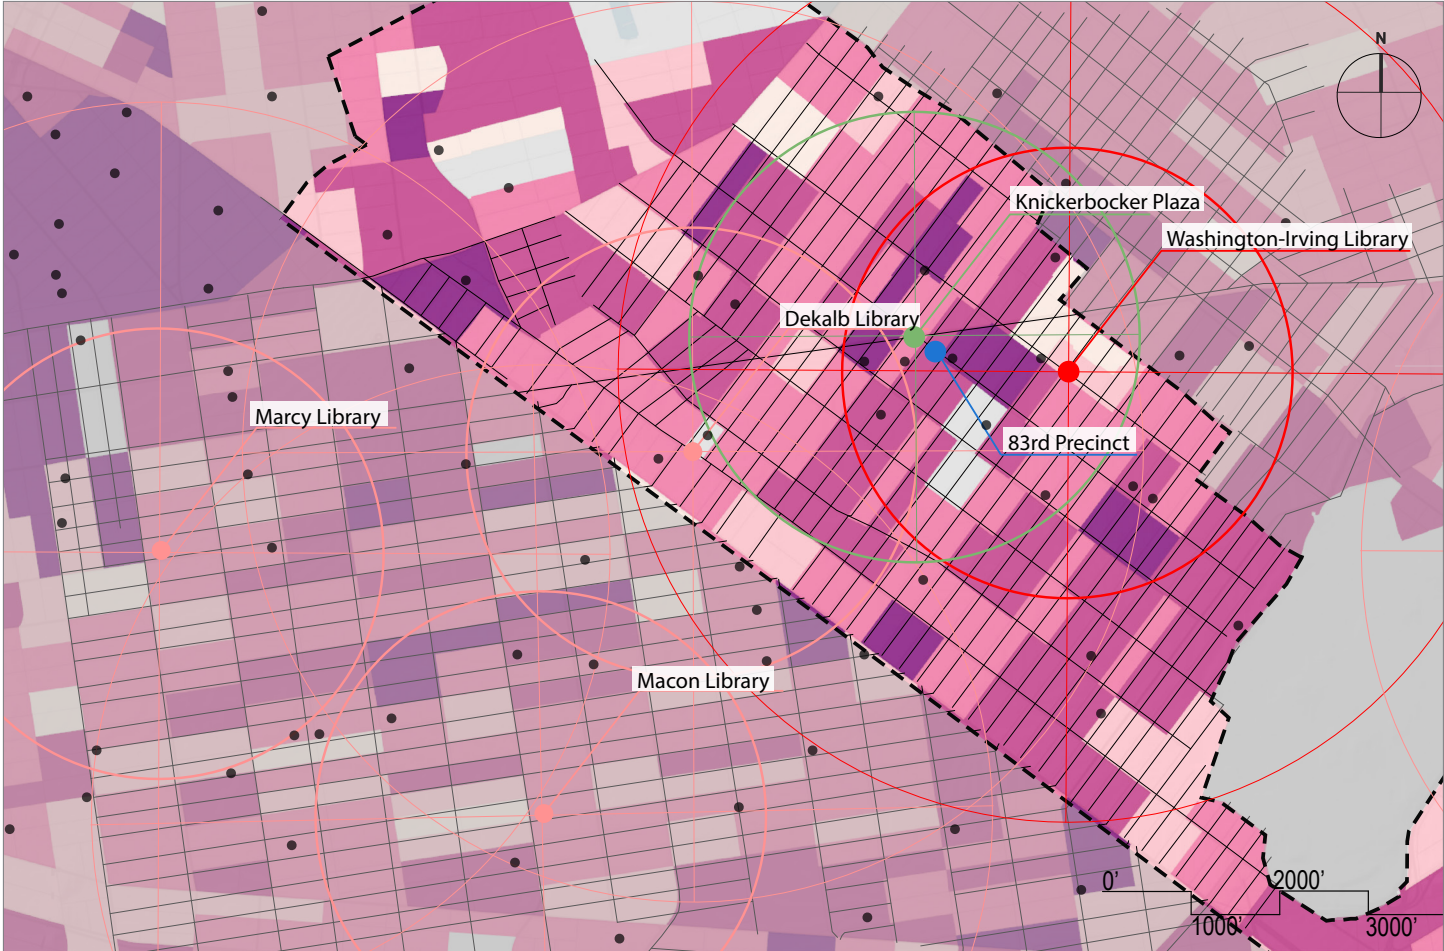 N
Knickerbocker Plaza
Washington-Irving Library
Dekalb Library
Marcy Library
83rd Precinct
Macon Library
0'
2000'
1000'
3000'